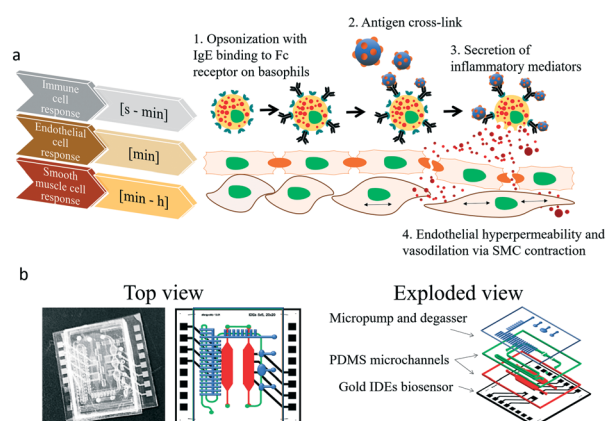 a
Immune
cell
response
[s - min]
Endothelial
cell
response
[min]
Smooth
muscle cell
response
[min - h]
1. Opsonization with
IgE binding to Fc
receptor on basophils
2. Antigen cross-link
3. Secretion of
inflammatory mediators
4. Endothelial hyperpermeability and
vasodilation via SMC contraction
b
Top view
Exploded view
Micropump and degasser
PDMS microchannels
Gold IDEs biosensor